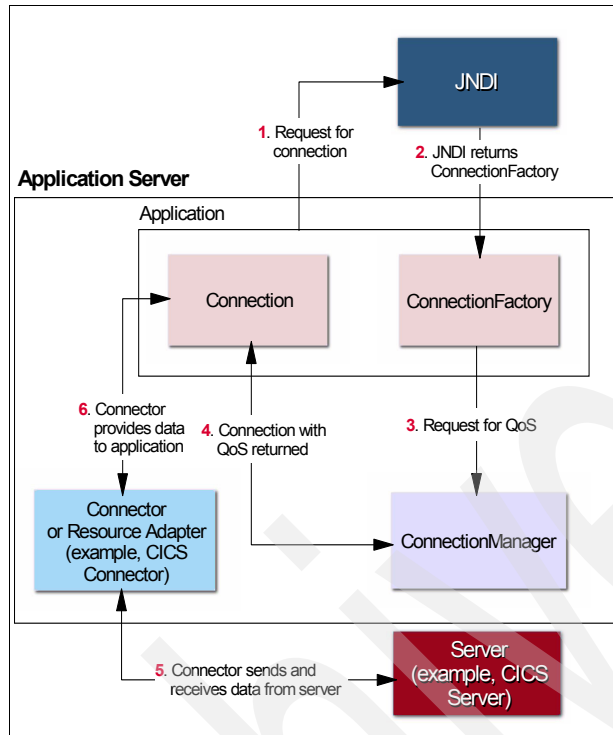 JNDI
1. Request for
connection
2. JNDI returns
ConnectionFactory
Application Server
Application
Connection
ConnectionFactory
6. Connector
provides data
to application
4. Connection with
QoS returned
3. Request for QoS
Connector
or Resource Adapter
(example, CICS
Connector)
ConnectionManager
5. Connector sends and
receives data from server
Server
(example, CICS
Server)